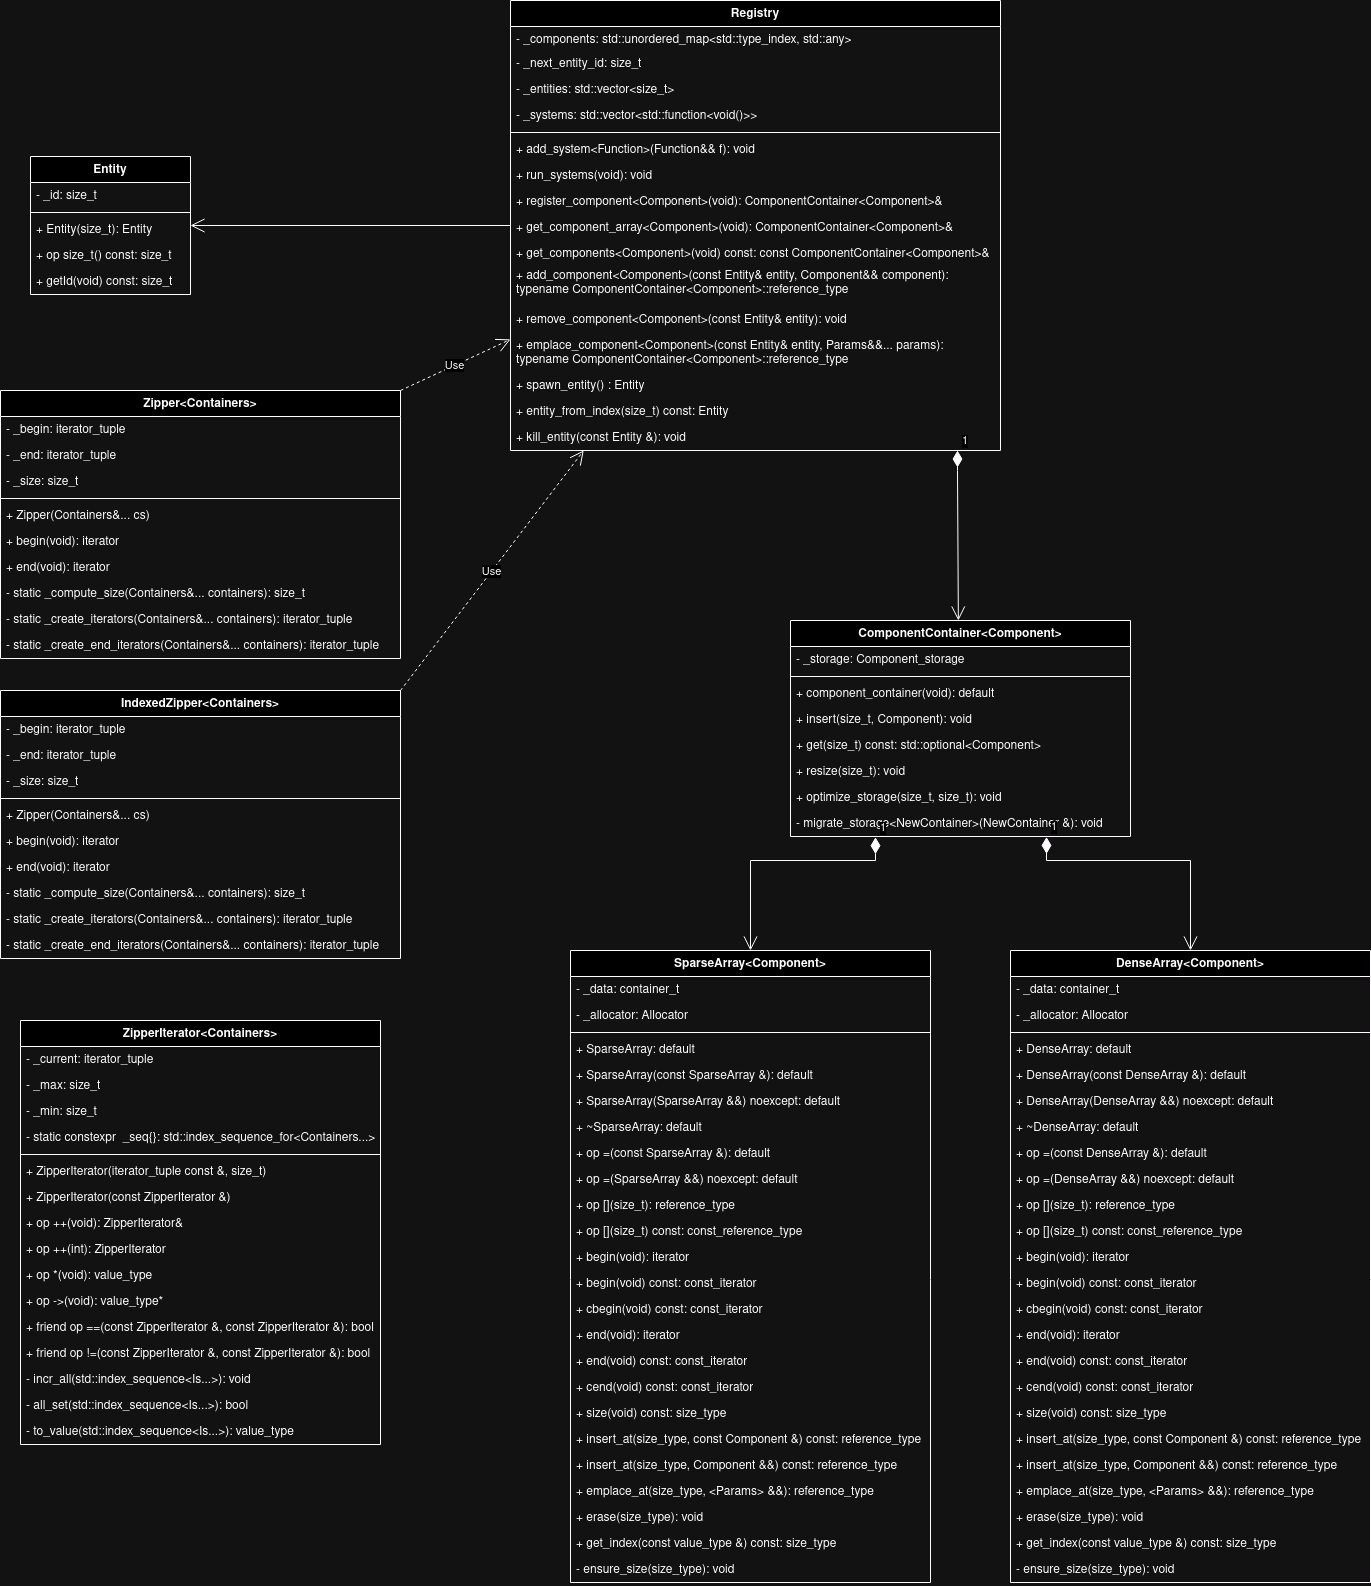 Registry
- _components: std::unordered_map<std::type_index, std::any>
- _next_entity_id: size_t
- _entities: std::vector<size_t>
- _systems: std::vector<std::function<void()>>
+ add_system<Function>(Function&& f): void
+ run_systems(void): void
+ register_component<Component>(void): ComponentContainer<Component>&
+ get_component_array<Component>(void): ComponentContainer<Component>&
+ get_components<Component>(void) const: const ComponentContainer<Component>&
+ add_component<Component>(const Entity& entity, Component&& component):
typename ComponentContainer<Component>::reference_type
+ remove_component<Component>(const Entity& entity): void
+ emplace_component<Component>(const Entity& entity, Params&&... params):
typename ComponentContainer<Component>::reference_type
+ spawn_entity() : Entity
+ entity_from_index(size_t) const: Entity
+ kill_entity(const Entity &): void
1
Entity
- _id: size_t
+ Entity(size_t): Entity
+ op size_t() const: size_t
+ getId(void) const: size_t
Use
Zipper<Containers>
- _begin: iterator_tuple
- _end: iterator_tuple
- _size: size_t
+ Zipper(Containers&... cs)
+ begin(void): iterator
+ end(void): iterator
- static _compute_size(Containers&... containers): size_t
- static _create_iterators(Containers&... containers): iterator_tuple
- static _create_end_iterators(Containers&... containers): iterator_tuple
Use
IndexedZipper<Containers>
- _begin: iterator_tuple
- _end: iterator_tuple
- _size: size_t
+ Zipper(Containers&... cs)
+ begin(void): iterator
+ end(void): iterator
- static _compute_size(Containers&... containers): size_t
- static _create_iterators(Containers&... containers): iterator_tuple
- static _create_end_iterators(Containers&... containers): iterator_tuple
ComponentContainer<Component>
- _storage: Component_storage
+ component_container(void): default
+ insert(size_t, Component): void
+ get(size_t) const: std::optional<Component>
+ resize(size_t): void
+ optimize_storage(size_t, size_t): void
- migrate_storage<NewContainer>(NewContainer &): void
1
1
ZipperIterator<Containers>
- _current: iterator_tuple
- _max: size_t
- _min: size_t
- static constexpr  _seq{}: std::index_sequence_for<Containers...>
+ ZipperIterator(iterator_tuple const &, size_t)
+ ZipperIterator(const ZipperIterator &)
+ op ++(void): ZipperIterator&
+ op ++(int): ZipperIterator
+ op *(void): value_type
+ op ->(void): value_type*
+ friend op ==(const ZipperIterator &, const ZipperIterator &): bool
+ friend op !=(const ZipperIterator &, const ZipperIterator &): bool
- incr_all(std::index_sequence<Is...>): void
- all_set(std::index_sequence<Is...>): bool
- to_value(std::index_sequence<Is...>): value_type
SparseArray<Component>
- _data: container_t
- _allocator: Allocator
+ SparseArray: default
+ SparseArray(const SparseArray &): default
+ SparseArray(SparseArray &&) noexcept: default
+ ~SparseArray: default
+ op =(const SparseArray &): default
+ op =(SparseArray &&) noexcept: default
+ op [](size_t): reference_type
+ op [](size_t) const: const_reference_type
+ begin(void): iterator
+ begin(void) const: const_iterator
+ cbegin(void) const: const_iterator
+ end(void): iterator
+ end(void) const: const_iterator
+ cend(void) const: const_iterator
+ size(void) const: size_type
+ insert_at(size_type, const Component &) const: reference_type
+ insert_at(size_type, Component &&) const: reference_type
+ emplace_at(size_type, <Params> &&): reference_type
+ erase(size_type): void
+ get_index(const value_type &) const: size_type
- ensure_size(size_type): void
DenseArray<Component>
- _data: container_t
- _allocator: Allocator
+ DenseArray: default
+ DenseArray(const DenseArray &): default
+ DenseArray(DenseArray &&) noexcept: default
+ ~DenseArray: default
+ op =(const DenseArray &): default
+ op =(DenseArray &&) noexcept: default
+ op [](size_t): reference_type
+ op [](size_t) const: const_reference_type
+ begin(void): iterator
+ begin(void) const: const_iterator
+ cbegin(void) const: const_iterator
+ end(void): iterator
+ end(void) const: const_iterator
+ cend(void) const: const_iterator
+ size(void) const: size_type
+ insert_at(size_type, const Component &) const: reference_type
+ insert_at(size_type, Component &&) const: reference_type
+ emplace_at(size_type, <Params> &&): reference_type
+ erase(size_type): void
+ get_index(const value_type &) const: size_type
- ensure_size(size_type): void